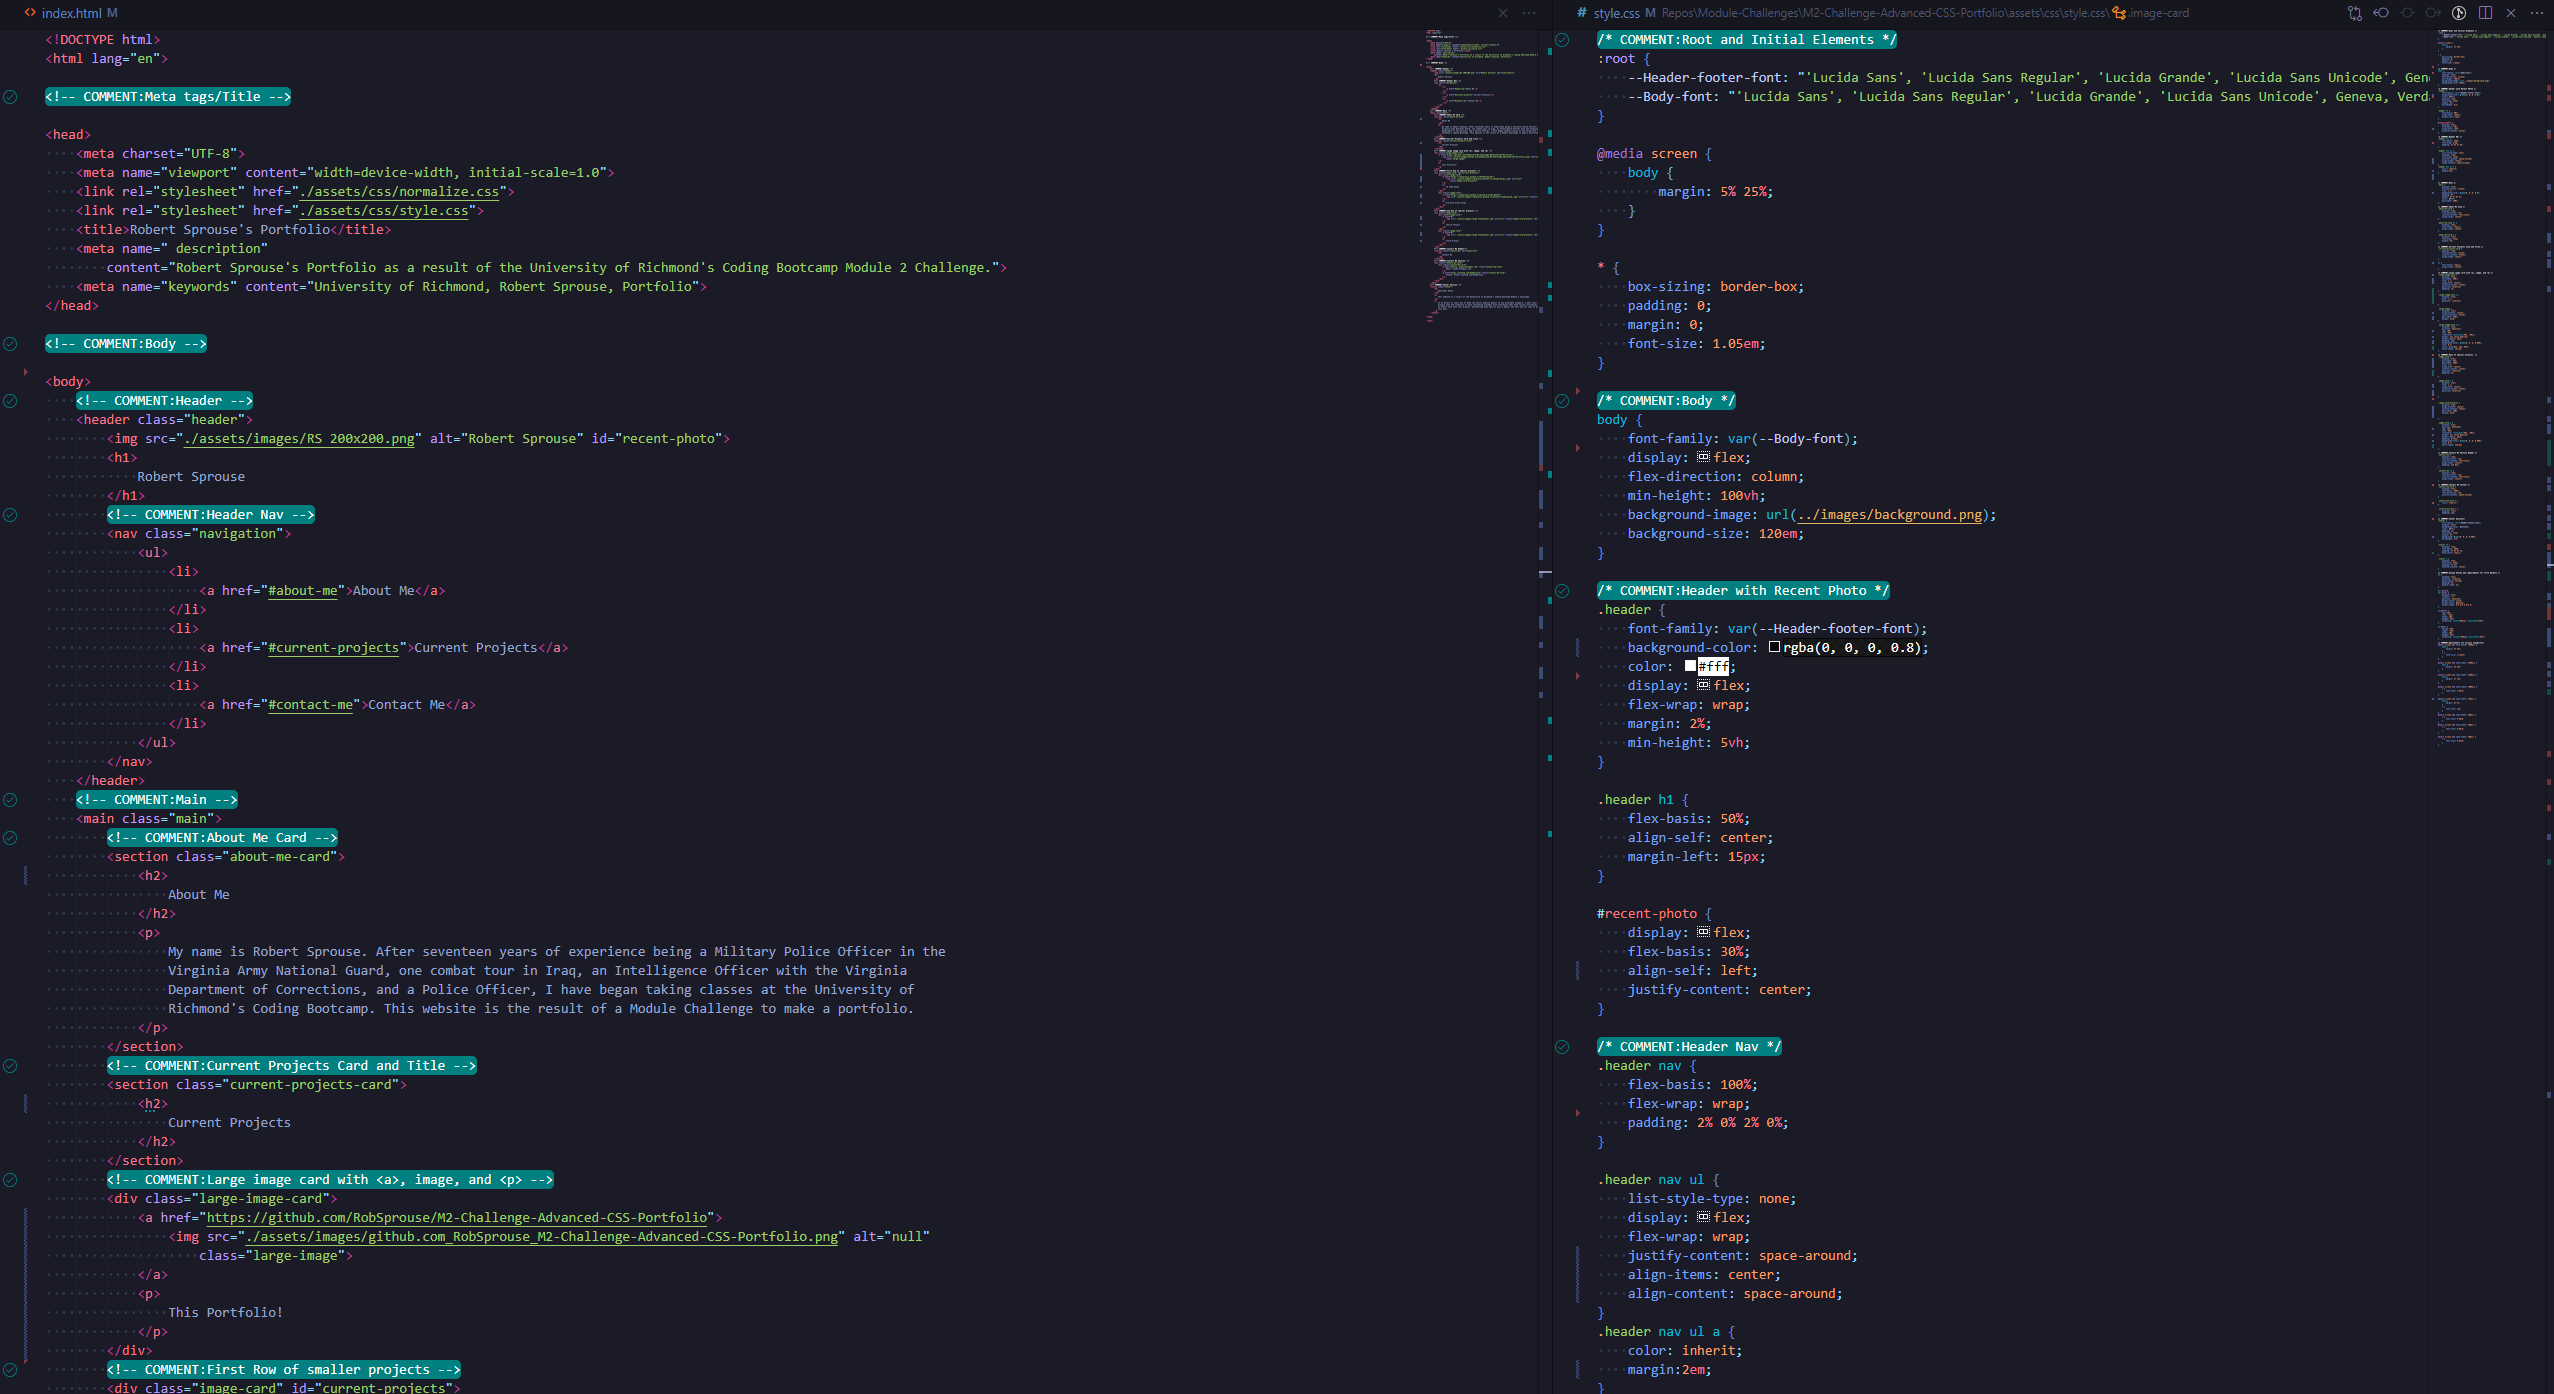 index.html M
<!DOCTYPE html>
<html lang="en">
<!-- COMMENT:Meta tags/Title -->
<head>
<meta charset="UTF-8">
<meta name="viewport" content="width=device-width, initial-scale=1.0">
<link rel="stylesheet" href="./assets/css/normalize.css">
<link rel="stylesheet" href="./assets/css/style.css">
<title>Robert Sprouse's Portfolio</title>
<meta name=" description"
content="Robert Sprouse's Portfolio as a result of the University of Richmond's Coding Bootcamp Module 2 Challenge.">
<meta name="keywords" content="University of Richmond, Robert Sprouse, Portfolio">
</head>
<!-- COMMENT:Body -->
<body>
<!-- COMMENT:Header -->
<header class="header">
<img src="./assets/images/RS 200x200.png" alt="Robert Sprouse" id="recent-photo">
<h1>
Robert Sprouse
</h1>
<!-- COMMENT:Header Nav -->
<nav class="navigation">
<ul>
<li>
<a href="#about-me">About Me</a>
</li>
<li>
<a href="#current-projects">Current Projects</a>
</li>
<li>
<a href="#contact-me">Contact Me</a>
</li>
</ul>
</nav>
</header>
<!-- COMMENT:Main -->
<main class="main">
<!-- COMMENT:About Me Card -->
<section class="about-me-card">
<h2>
About Me
</h2>
<p>
My name is Robert Sprouse. After seventeen years of experience being a Military Police Officer in the
Virginia Army National Guard, one combat tour in Iraq, an Intelligence Officer with the Virginia
Department of Corrections, and a Police Officer, I have began taking classes at the University of
Richmond's Coding Bootcamp. This website is the result of a Module Challenge to make a portfolio.
</p>
</section>
<!-- COMMENT:Current Projects Card and Title -->
<section class="current-projects-card">
<h2>
Current Projects
</h2>
</section>
<!-- COMMENT:Large image card with <a>, image, and <p> -->
<div class="large-image-card">
<a href="https://github.com/RobSprouse/M2-Challenge-Advanced-CSS-Portfolio">
<img src="./assets/images/github.com_RobSprouse_M2-Challenge-Advanced-CSS-Portfolio.png" alt="null"
class="large-image">
</a>
<p>
This Portfolio!
</p>
</div>
<!-- COMMENT:First Row of smaller projects -->
<div class="image-card" id="current-projects">
# style.css M Repos\Module-Challenges\M2-Challenge-Advanced-CSS-Portfolio\assets\css\style.css\ .image-card
/* COMMENT:Root and Initial Elements */
:root {
--Header-footer-font: "'Lucida Sans', 'Lucida Sans Regular', 'Lucida Grande', 'Lucida Sans Unicode', Gen
--Body-font: "'Lucida Sans', 'Lucida Sans Regular', 'Lucida Grande', 'Lucida Sans Unicode', Geneva, Verd
}
@media screen {
body {
margin: 5% 25%;
}
}
* {
box-sizing: border-box;
padding: 0;
margin: 0;
font-size: 1.05em;
}
/* COMMENT:Body */
body {
font-family: var(--Body-font);
display: flex;
flex-direction: column;
min-height: 100vh;
background-image: url(../images/background.png);
background-size: 120em;
}
/* COMMENT:Header with Recent Photo */
.header {
font-family: var(--Header-footer-font);
background-color: rgba(0, 0, 0, 0.8);
color: #fff;
display: flex;
flex-wrap: wrap;
margin: 2%;
min-height: 5vh;
}
.header h1 {
flex-basis: 50%;
align-self: center;
margin-left: 15px;
}
#recent-photo {
display: flex;
flex-basis: 30%;
align-self: left;
justify-content: center;
}
/* COMMENT:Header Nav */
.header nav {
flex-basis: 100%;
flex-wrap: wrap;
padding: 2% 0% 2% 0%;
}
.header nav ul {
list-style-type: none;
display: flex;
flex-wrap: wrap;
justify-content: space-around;
align-items: center;
align-content: space-around;
}
.header nav ul a {
color: inherit;
margin:2em;
}